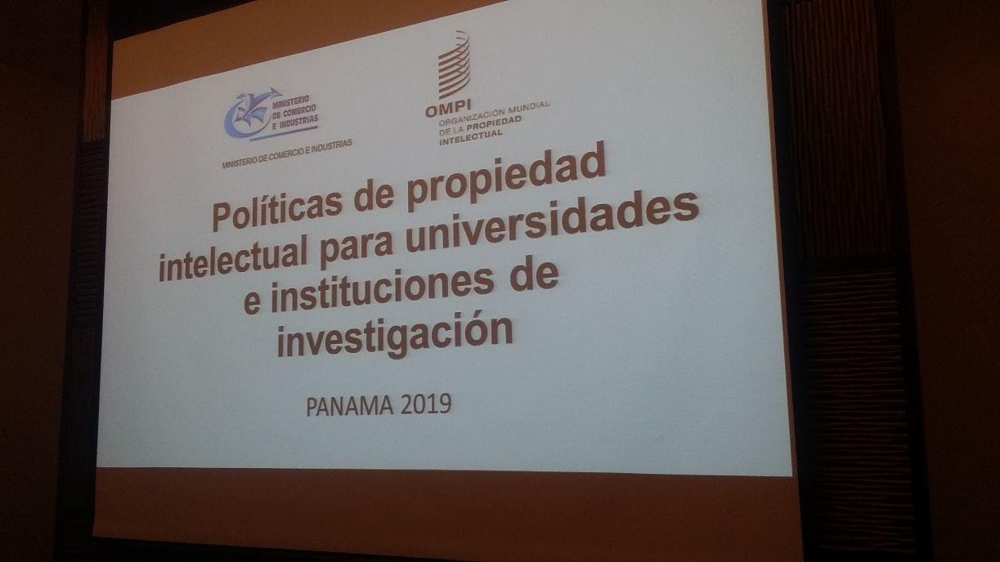 MINISTERIO
DE COMERCIO
E INDUSTRIAS
MINISTERIO DE COMERCIO E INDUSTRIAS
OMPI
ORGANIZACIÓN MUNDIAL
DE LA PROPIEDAD
INTELECTUAL
Políticas de propiedad
intelectual para universidades
e instituciones de
investigación
PANAMA 2019